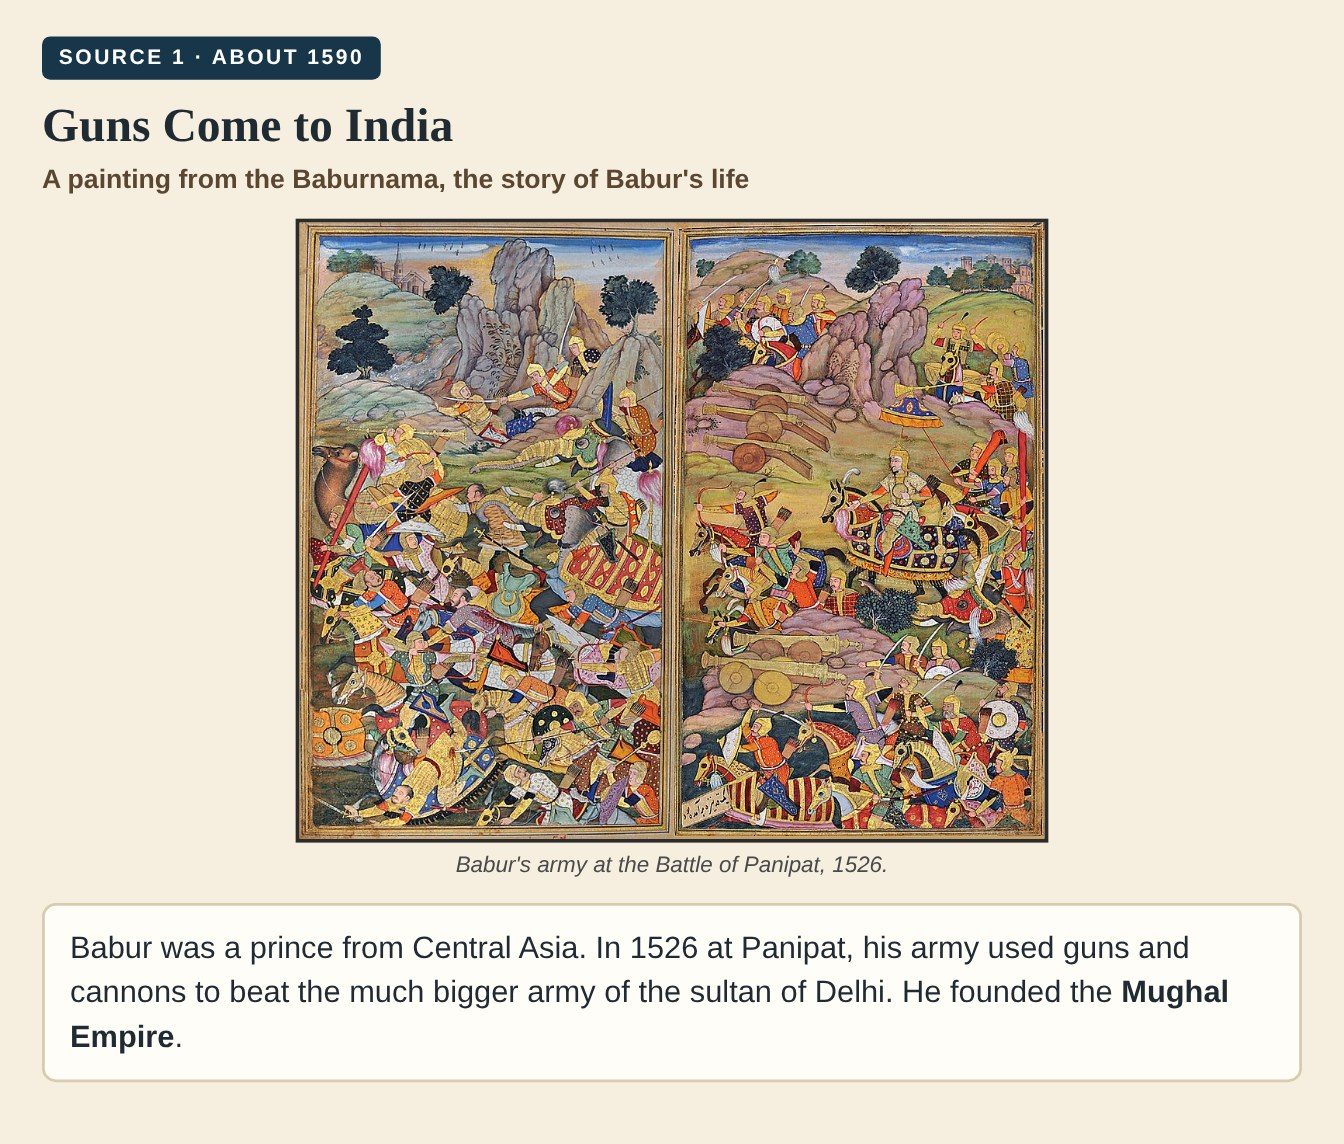 SOURCE 1 · ABOUT 1590
Guns Come to India
A painting from the Baburnama, the story of Babur's life
Babur's army at the Battle of Panipat, 1526.
Babur was a prince from Central Asia. In 1526 at Panipat, his army used guns and
cannons to beat the much bigger army of the sultan of Delhi. He founded the Mughal
Empire.